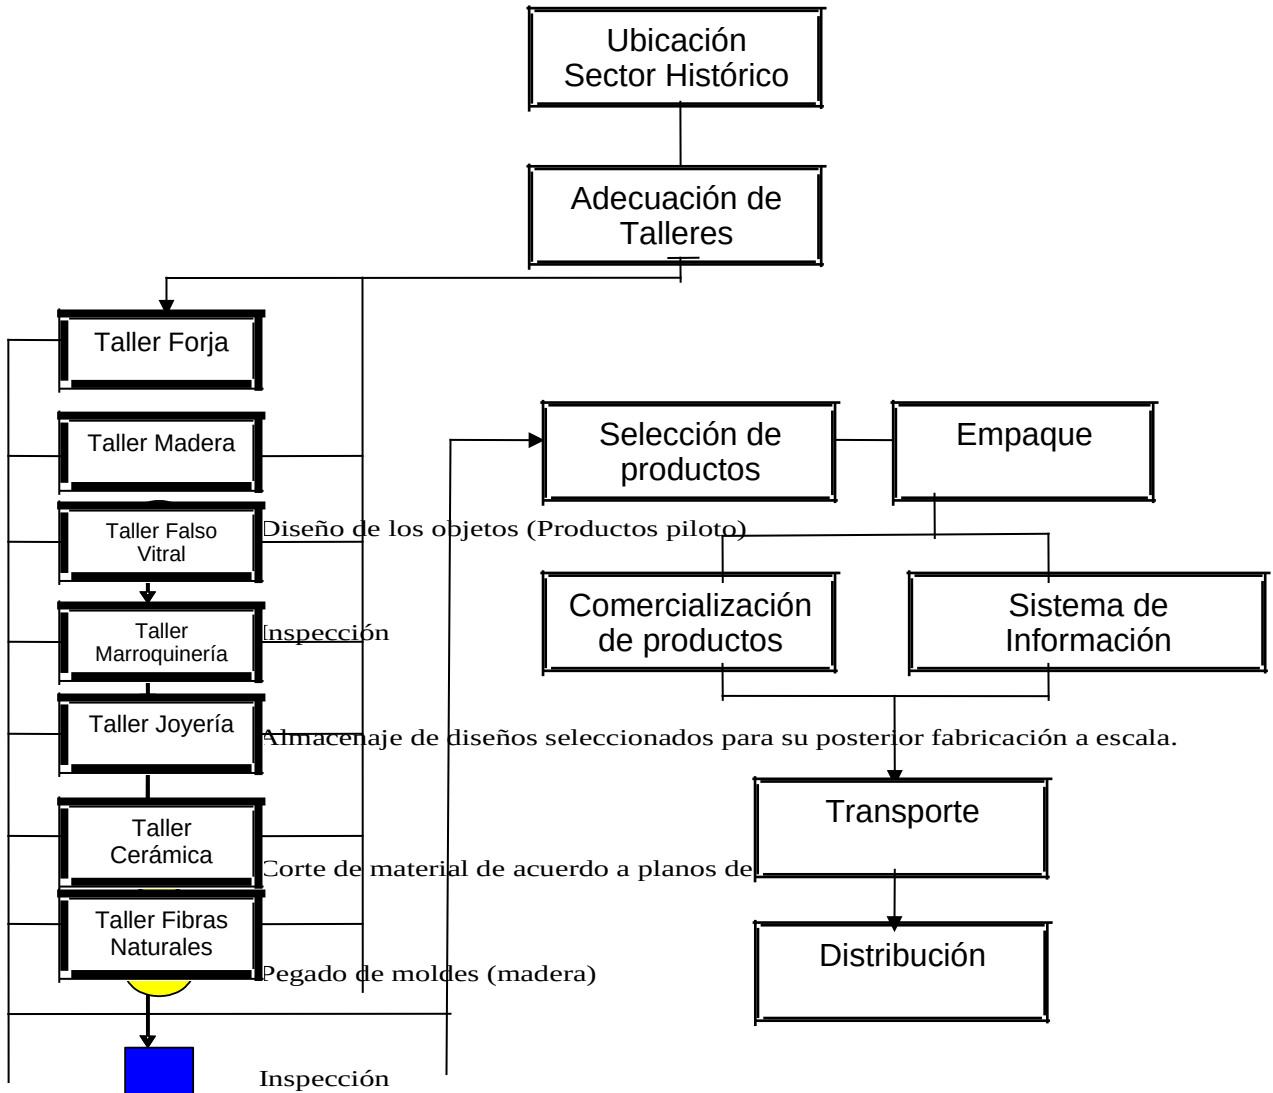 Ubicación
Sector Histórico
Adecuación de
Talleres
Taller Forja
Taller Madera
Selección de
productos
Empaque
Taller Falso
Vitral
Diseño de los objetos (Productos piloto)
Comercialización
de productos
Sistema de
Información
Taller
Marroquinería
Inspección
Taller Joyería
Almacenaje de diseños seleccionados para su posterior fabricación a escala.
Transporte
Taller
Cerámica
Corte de material de acuerdo a planos de
Taller Fibras
Naturales
Distribución
Pegado de moldes (madera)
Inspección